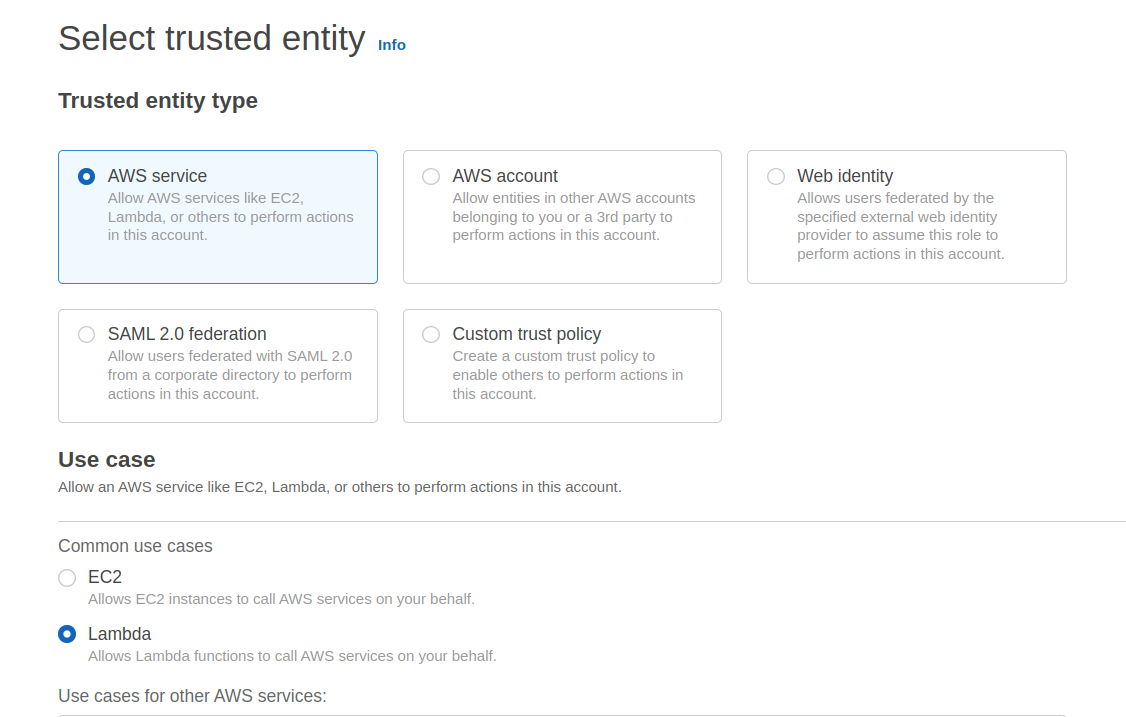 Select trusted entity Info
Trusted entity type
AWS service
Allow AWS services like EC2,
Lambda, or others to perform actions
in this account.
AWS account
Allow entities in other AWS accounts
belonging to you or a 3rd party to
perform actions in this account.
Web identity
Allows users federated by the
specified external web identity
provider to assume this role to
perform actions in this account.
SAML 2.0 federation
Allow users federated with SAML 2.0
from a corporate directory to perform
actions in this account.
Custom trust policy
Create a custom trust policy to
enable others to perform actions in
this account.
Use case
Allow an AWS service like EC2, Lambda, or others to perform actions in this account.
Common use cases
EC2
Allows EC2 instances to call AWS services on your behalf.
Lambda
Allows Lambda functions to call AWS services on your behalf.
Use cases for other AWS services: